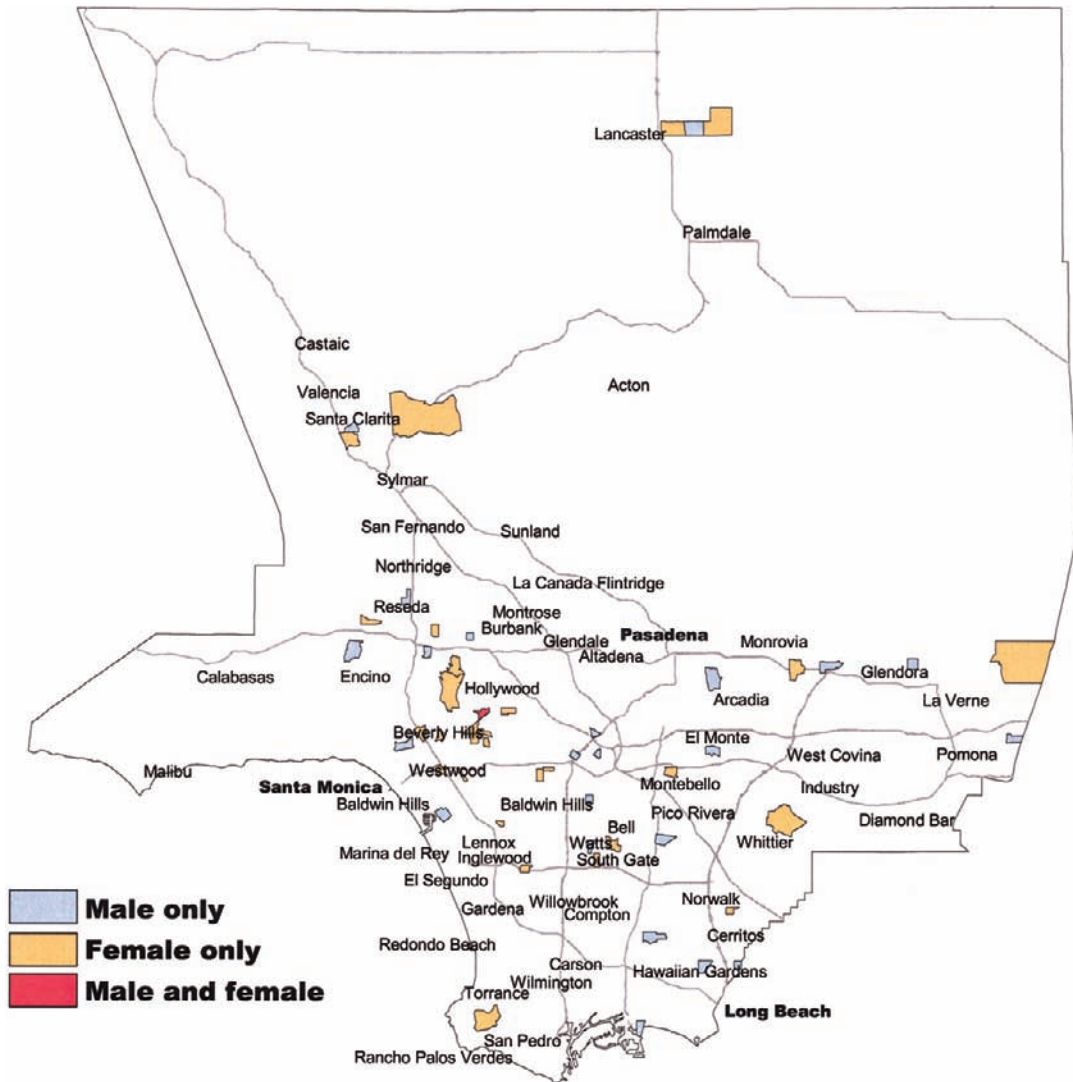 Lancaster
Palmdale
Castaic
Acton
Valencia
Santa Clarita
Sylmar
San Fernando
Sunland
Northridge
La Canada Flintridge
Reseda
Montrose
Burbank
Glendale
Pasadena
Monrovia
Altadena
Calabasas
Encino
Hollywood
Arcadia
Glendora
La Verne
Beverly Hills
El Monte
West Covina
Pomona
Malibu
Westwood
Santa Monica
Montebello
Industry
Baldwin Hills
Baldwin Hills
Pico Rivera
Diamond Bar
Bell
Marina del Rey
Lennox
Watts
Whittier
Inglewood
South Gate
El Segundo
Male only
Gardena
Willowbrook
Compton
Norwalk
Female only
Redondo Beach
Cerritos
Carson
Hawaiian Gardens
Male and female
Wilmington
Torrance
Long Beach
San Pedro
Rancho Palos Verdes